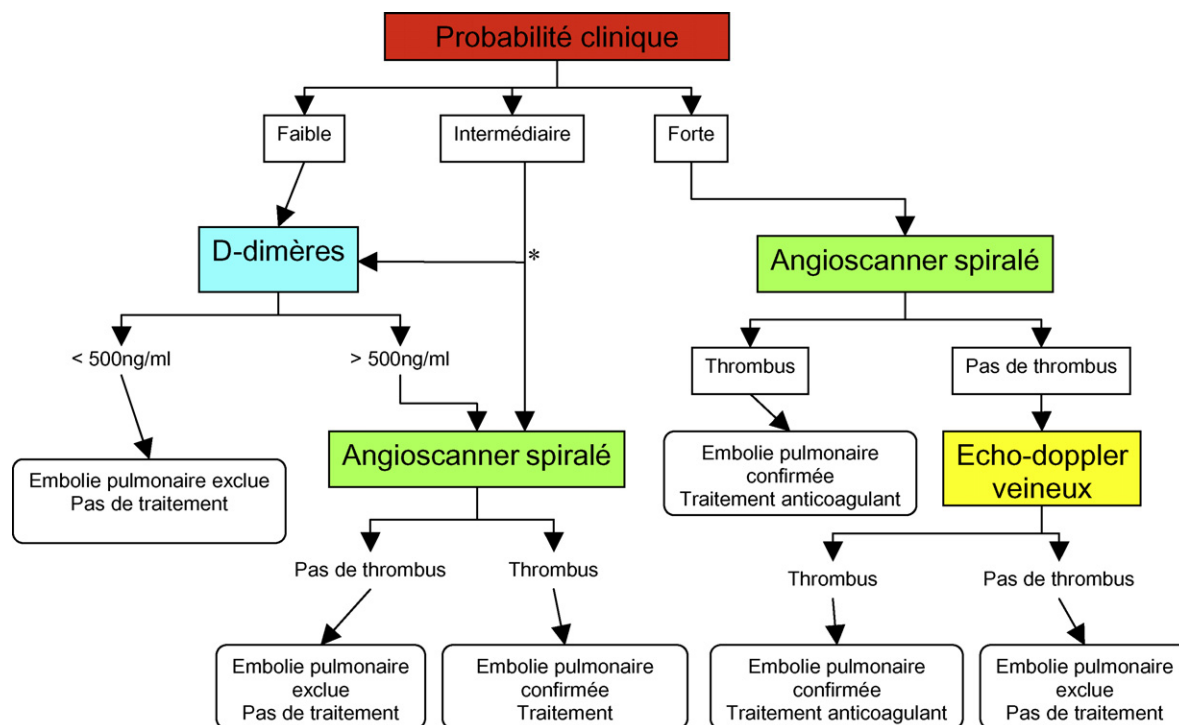 Probabilité clinique
Faible
Intermédiaire
Forte
D-dimères
*
Angioscanner spiralé
< 500ng/ml
> 500ng/ml
Thrombus
Pas de thrombus
Embolie pulmonaire exclue
Pas de traitement
Angioscanner spiralé
Embolie pulmonaire
confirmée
Traitement anticoagulant
Echo-doppler
veineux
Pas de thrombus
Thrombus
Thrombus
Pas de thrombus
Embolie pulmonaire
exclue
Pas de traitement
Embolie pulmonaire
confirmée
Traitement
Embolie pulmonaire
confirmée
Traitement anticoagulant
Embolie pulmonaire
exclue
Pas de traitement